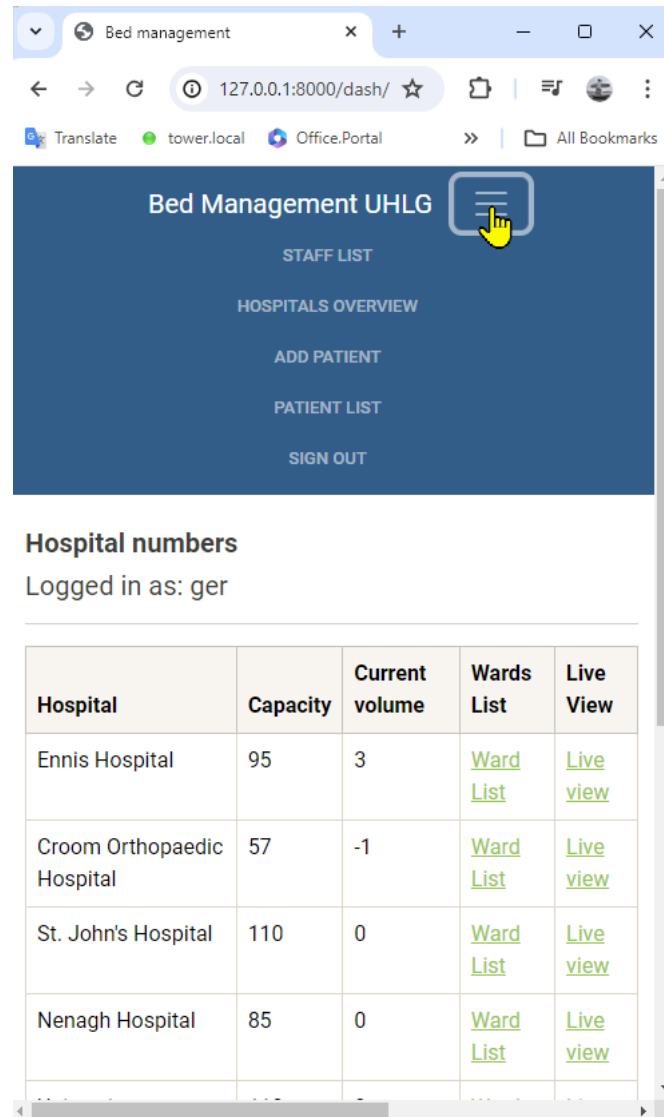 Bed management
127.0.0.1:8000/dash/
Translate tower.local Office.Portal » All Bookmarks
Bed Management UHLG
STAFF LIST
HOSPITALS OVERVIEW
ADD PATIENT
PATIENT LIST
SIGN OUT
Hospital numbers
Logged in as: ger
Hospital Capacity Current volume Wards List Live View
Ennis Hospital 95 3 Ward List Live view
Croom Orthopaedic Hospital 57 -1 Ward List Live view
St. John's Hospital 110 0 Ward List Live view
Nenagh Hospital 85 0 Ward List Live view